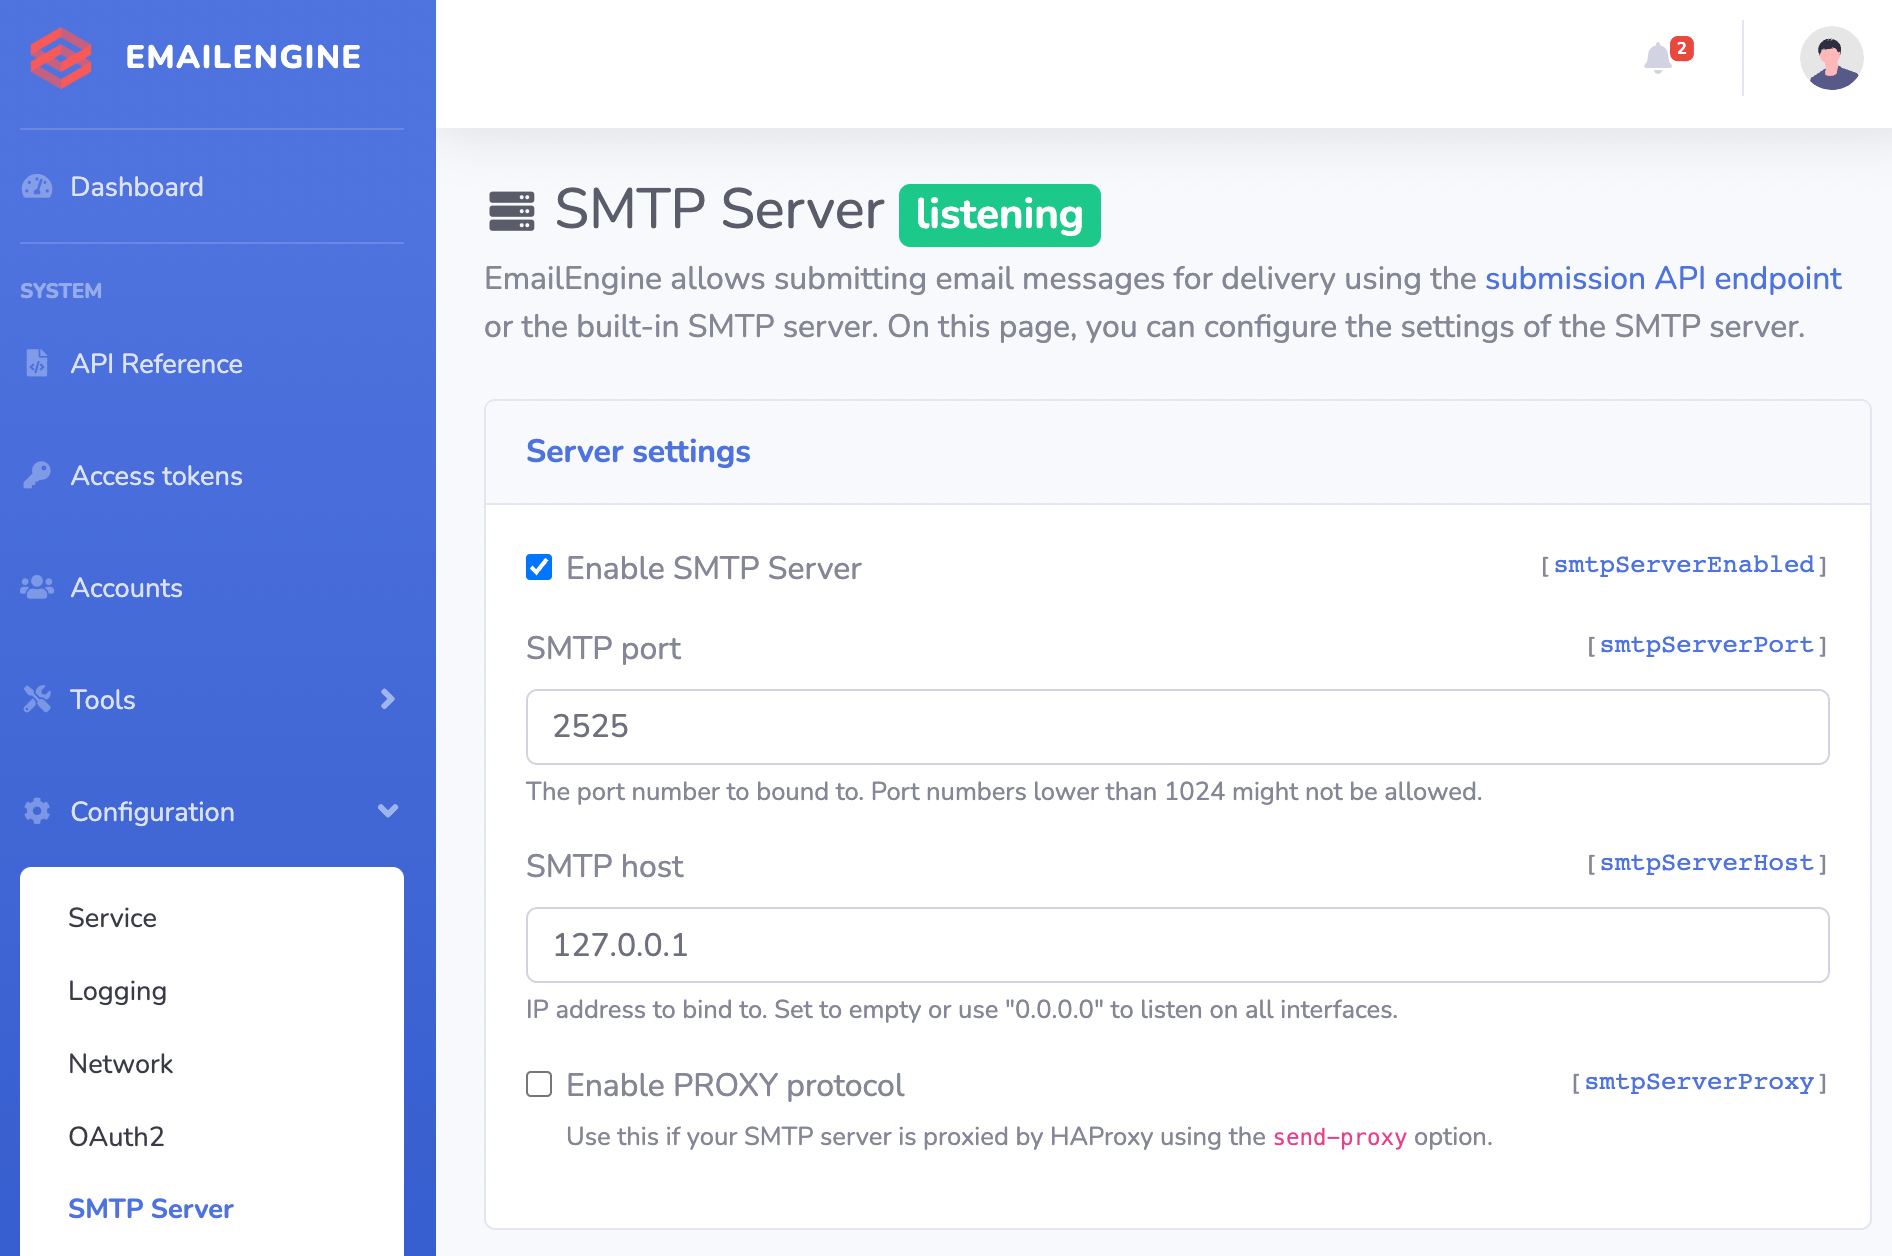 EMAILENGINE
2
Dashboard
SYSTEM
API Reference
Access tokens
Accounts
Tools
Configuration
Service
Logging
Network
OAuth2
SMTP Server
SMTP Server listening
EmailEngine allows submitting email messages for delivery using the submission API endpoint
or the built-in SMTP server. On this page, you can configure the settings of the SMTP server.
Server settings
Enable SMTP Server [smtpServerEnabled]
SMTP port [smtpServerPort]
2525
The port number to bound to. Port numbers lower than 1024 might not be allowed.
SMTP host [smtpServerHost]
127.0.0.1
IP address to bind to. Set to empty or use "0.0.0.0" to listen on all interfaces.
Enable PROXY protocol [smtpServerProxy]
Use this if your SMTP server is proxied by HAProxy using the send-proxy option.